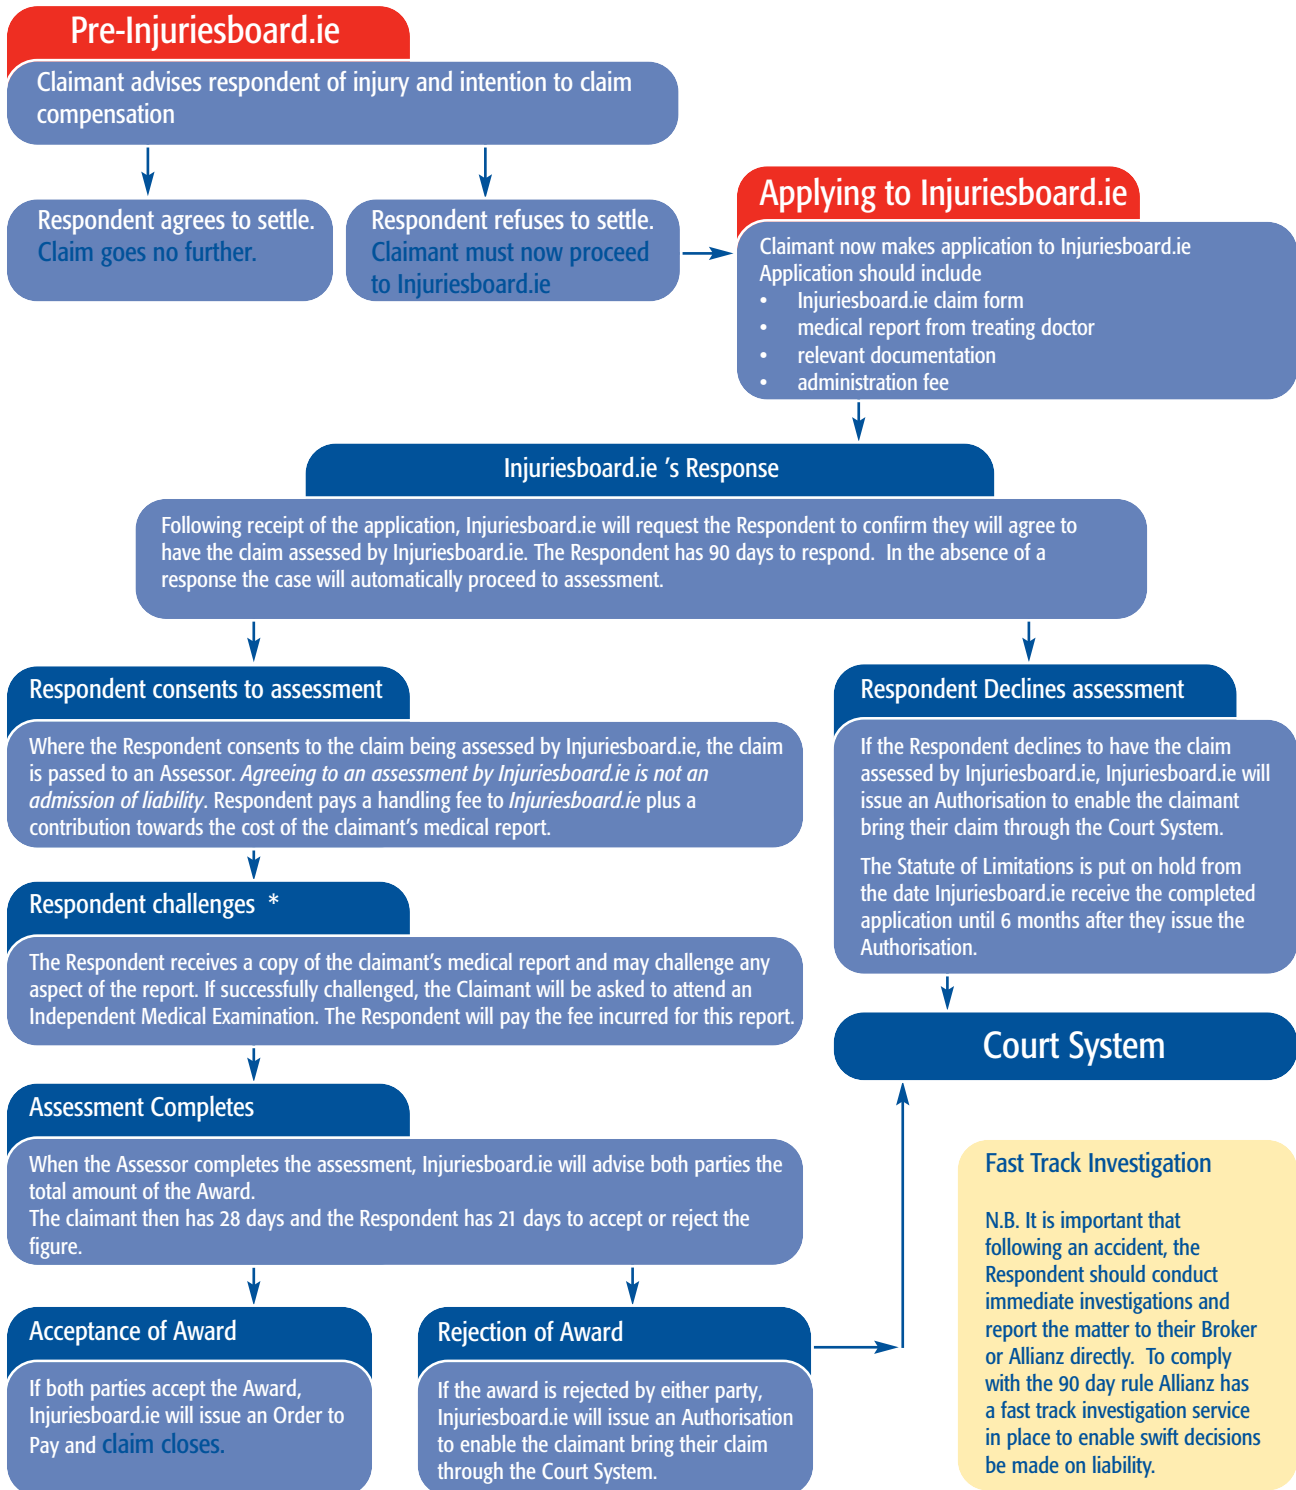 Pre-Injuriesboard.ie
Claimant advises respondent of injury and intention to claim
compensation
Respondent agrees to settle.
Claim goes no further.
Respondent refuses to settle.
Claimant must now proceed
to Injuriesboard.ie
Applying to Injuriesboard.ie
Claimant now makes application to Injuriesboard.ie
Application should include
• Injuriesboard.ie claim form
• medical report from treating doctor
• relevant documentation
• administration fee
Injuriesboard.ie 's Response
Following receipt of the application, Injuriesboard.ie will request the Respondent to confirm they will agree to
have the claim assessed by Injuriesboard.ie. The Respondent has 90 days to respond. In the absence of a
response the case will automatically proceed to assessment.
Respondent consents to assessment
Where the Respondent consents to the claim being assessed by Injuriesboard.ie, the claim
is passed to an Assessor. Agreeing to an assessment by Injuriesboard.ie is not an
admission of liability. Respondent pays a handling fee to Injuriesboard.ie plus a
contribution towards the cost of the claimant's medical report.
Respondent challenges *
The Respondent receives a copy of the claimant's medical report and may challenge any
aspect of the report. If successfully challenged, the Claimant will be asked to attend an
Independent Medical Examination. The Respondent will pay the fee incurred for this report.
Assessment Completes
When the Assessor completes the assessment, Injuriesboard.ie will advise both parties the
total amount of the Award.
The claimant then has 28 days and the Respondent has 21 days to accept or reject the
figure.
Acceptance of Award
If both parties accept the Award,
Injuriesboard.ie will issue an Order to
Pay and claim closes.
Rejection of Award
If the award is rejected by either party,
Injuriesboard.ie will issue an Authorisation
to enable the claimant bring their claim
through the Court System.
Respondent Declines assessment
If the Respondent declines to have the claim
assessed by Injuriesboard.ie, Injuriesboard.ie will
issue an Authorisation to enable the claimant
bring their claim through the Court System.
The Statute of Limitations is put on hold from
the date Injuriesboard.ie receive the completed
application until 6 months after they issue the
Authorisation.
Court System
Fast Track Investigation
N.B. It is important that
following an accident, the
Respondent should conduct
immediate investigations and
report the matter to their Broker
or Allianz directly. To comply
with the 90 day rule Allianz has
a fast track investigation service
in place to enable swift decisions
be made on liability.